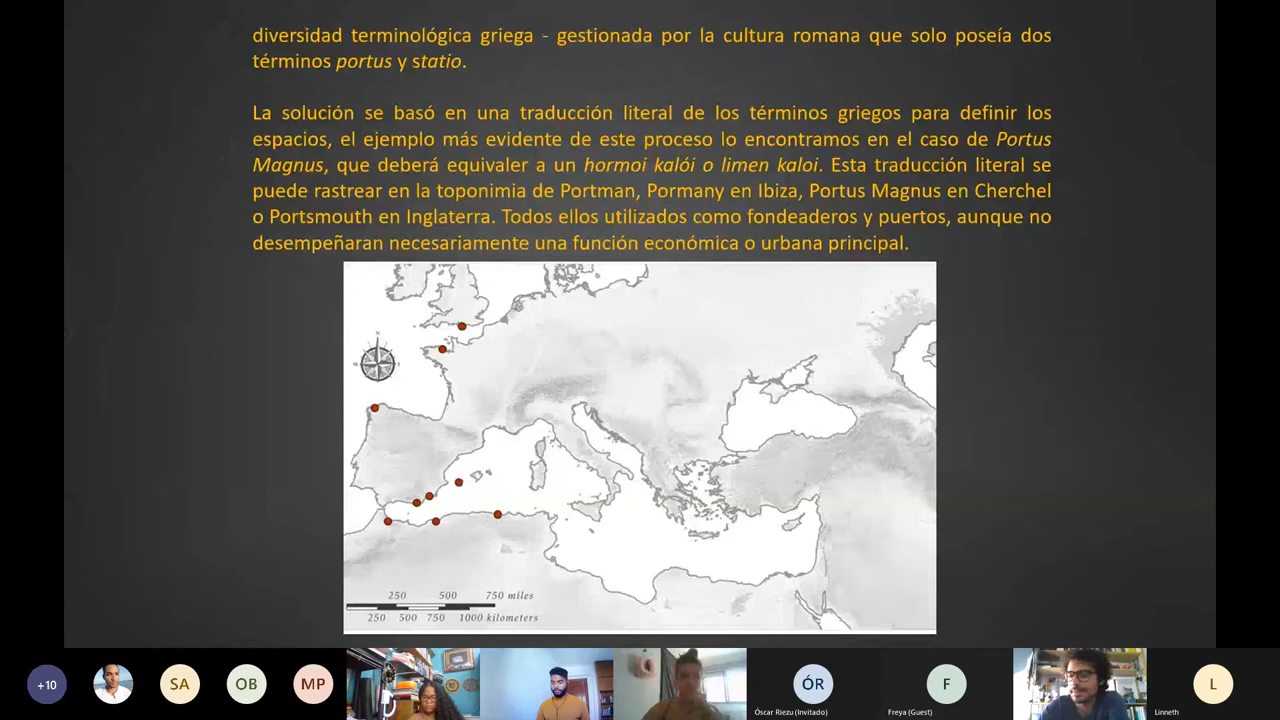 diversidad terminológica griega - gestionada por la cultura romana que solo poseía dos
términos portus y statio.
La solución se basó en una traducción literal de los términos griegos para definir los
espacios, el ejemplo más evidente de este proceso lo encontramos en el caso de Portus
Magnus, que deberá equivaler a un hormoi kalói o limen kaloi. Esta traducción literal se
puede rastrear en la toponimia de Portman, Pormany en Ibiza, Portus Magnus en Cherchel
o Portsmouth en Inglaterra. Todos ellos utilizados como fondeaderos y puertos, aunque no
desempeñaran necesariamente una función económica o urbana principal.
N
W
250 500 750 miles
250 500 750 1000 kilometers
+10
SA
OB
MP
ÓR
F
L
Óscar Riezu (Invitado)
Freya (Guest)
Linneth